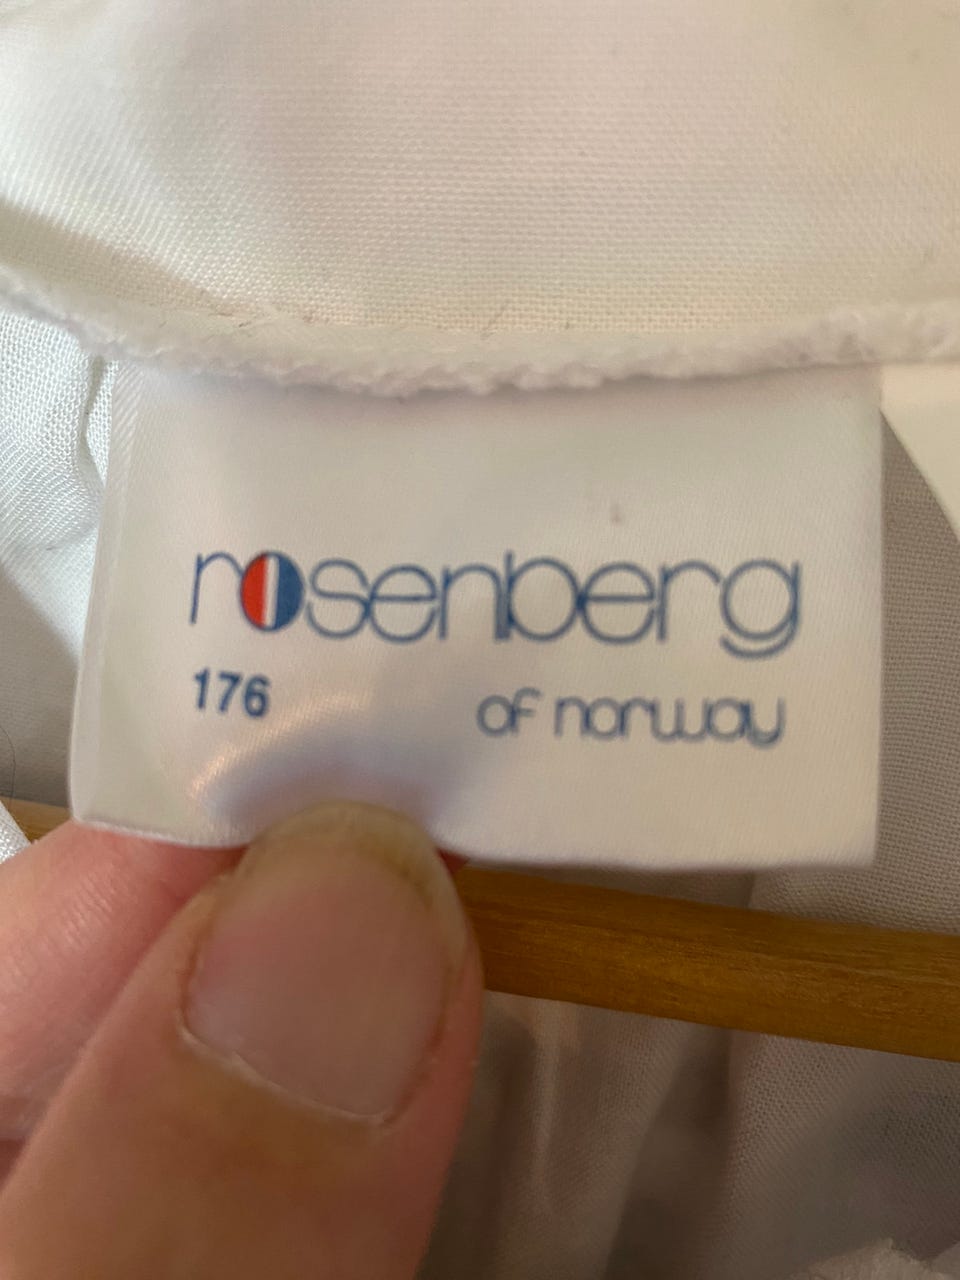 rosenberg
176
of norway